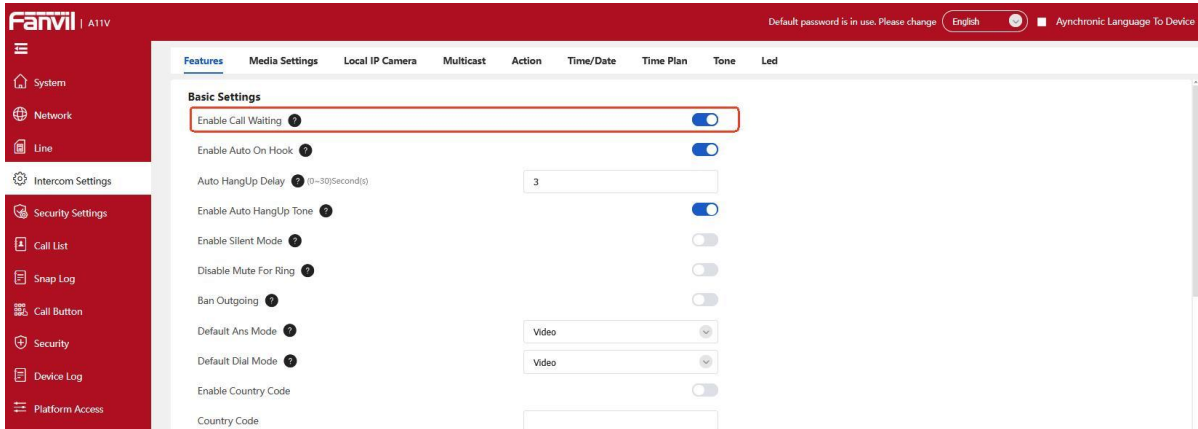 Fanvil | A11V
Default password is in use. Please change
English
Aynchronic Language To Device
System
Network
Line
Intercom Settings
Security Settings
Call List
Snap Log
Call Button
Security
Device Log
Platform Access
Features Media Settings Local IP Camera Multicast Action Time/Date Time Plan Tone Led
Basic Settings
Enable Call Waiting ?
Enable Auto On Hook ?
Auto HangUp Delay ? (0~30)Second(s) 3
Enable Auto HangUp Tone ?
Enable Silent Mode ?
Disable Mute For Ring ?
Ban Outgoing ?
Default Ans Mode ? Video
Default Dial Mode ? Video
Enable Country Code
Country Code